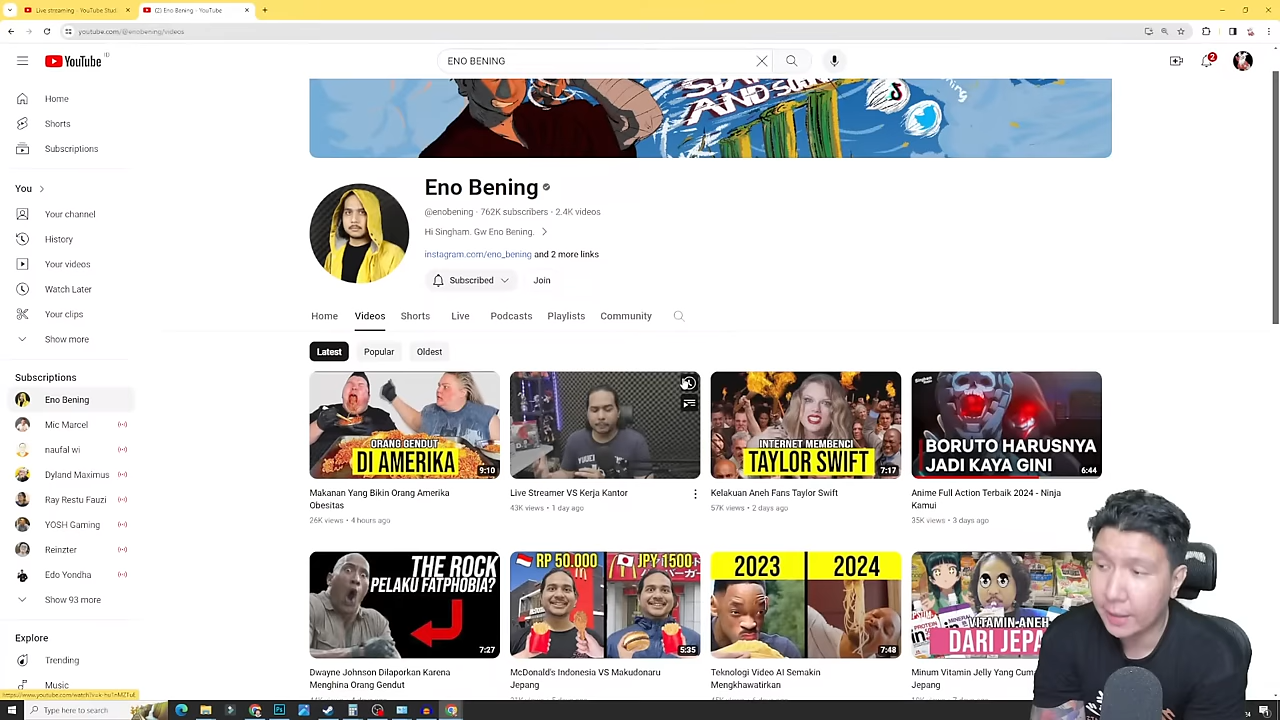 Live streaming - YouTube Stud
(2) Eno Bening - YouTube
youtube.com/@enobening/videos
YouTube
ID
ENO BENING
2
Home
Shorts
Subscriptions
You
Your channel
History
Your videos
Watch Later
Your clips
Show more
Subscriptions
Eno Bening
Mic Marcel
naufal wi
Dyland Maximus
Ray Restu Fauzi
YOSH Gaming
Reinzter
Edo Yondha
Show 93 more
Explore
Trending
Music
AND
Eno Bening
@enobening · 762K subscribers · 2.4K videos
Hi Singham. Gw Eno Bening.
instagram.com/eno_bening and 2 more links
Subscribed
Join
Home
Videos
Shorts
Live
Podcasts
Playlists
Community
Latest
Popular
Oldest
ORANG GENDUT
DI AMERIKA
9:10
Makanan Yang Bikin Orang Amerika
Obesitas
26K views • 4 hours ago
Live Streamer VS Kerja Kantor
43K views • 1 day ago
INTERNET MEMBENCI
TAYLOR SWIFT
7:17
Kelakuan Aneh Fans Taylor Swift
57K views • 2 days ago
BORUTO HARUSNYA
JADI KAYA GINI
6:44
Anime Full Action Terbaik 2024 - Ninja
Kamui
35K views • 3 days ago
THE ROCK
PELAKU FATPHOBIA?
7:27
Dwayne Johnson Dilaporkan Karena
Menghina Orang Gendut
RP 50.000
JPY 1500
5:35
McDonald's Indonesia VS Makudonaru
Jepang
2023
2024
7:48
Teknologi Video AI Semakin
Mengkhawatirkan
VITAMIN ANEH
DARI JEPA
Minum Vitamin Jelly Yang
Jepang
Type here to search